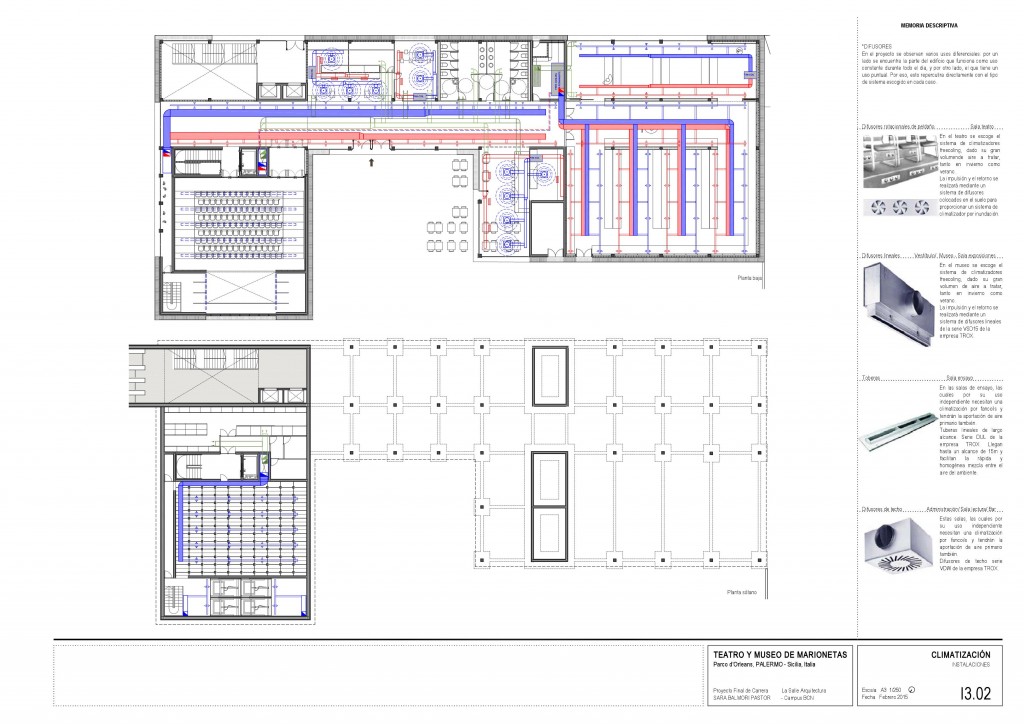 MEMORIA DESCRIPTIVA
*DIFUSORES
En el proyecto se observan varios usos diferenciales: por un
lado se encuentra la parte del edificio que funciona como uso
constante durante todo el día, y por otro lado, el que tiene un
uso puntual. Por eso, esto repercutirá directamente con el tipo
de sistema escogido en cada caso.
Difusores rotacionales de peldaño Sala teatro
En el teatro se escoge el
sistema de climatizadores
freecoling, dado su gran
volumende aire a tratar,
tanto en invierno como
verano.
La impulsión y el retorno se
realizará mediante un
sistema de difusores
colocados en el suelo para
proporcionar un sistema de
climatizador por inundación
Difusores lineales Vestíbulo/ Museo - Sala exposiciones
En el museo se escoge el
sistema de climatizadores
freecoling, dado su gran
volumen de aire a tratar,
tanto en invierno como
verano.
La impulsión y el retorno se
realizará mediante un
sistema de difusores lineales
de la serie VSD15 de la
empresa TROX.
Toberas Sala ensayo
En las salas de ensayo, las
cuales por su uso
independiente necesitan una
climatización por fancoils y
tendrán la aportación de aire
primario también.
Tuberas lineales de largo
alcance Serie DUL de la
empresa TROX. Llegan
hasta un alcance de 15m y
facilitan la rápida y
homogénea mezcla entre el
aire del ambiente.
Difusores de techo Administración/ Sala lectura/ Bar
Estas salas, las cuales por
su uso independiente
necesitan una climatización
por fancoils y tendrán la
aportación de aire primario
también
Difusores de techo serie
VDW de la empresa TROX.
Planta baja
Planta sótano
TEATRO Y MUSEO DE MARIONETAS
Parco d'Orleans, PALERMO - Sicilia, Italia
Proyecto Final de Carrera La Salle Arquitectura
SARA BALMORI PASTOR - Campus BCN
CLIMATIZACIÓN
INSTALACIONES
Escala A3: 1/250
Fecha Febrero 2015
I3.02